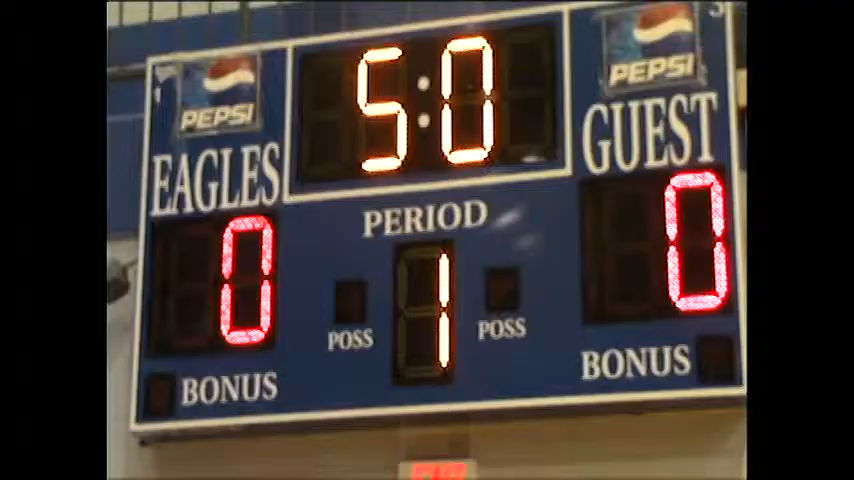 PEPSI
PEPSI
5:0
EAGLES
GUEST
PERIOD
0
1
0
POSS
POSS
BONUS
BONUS